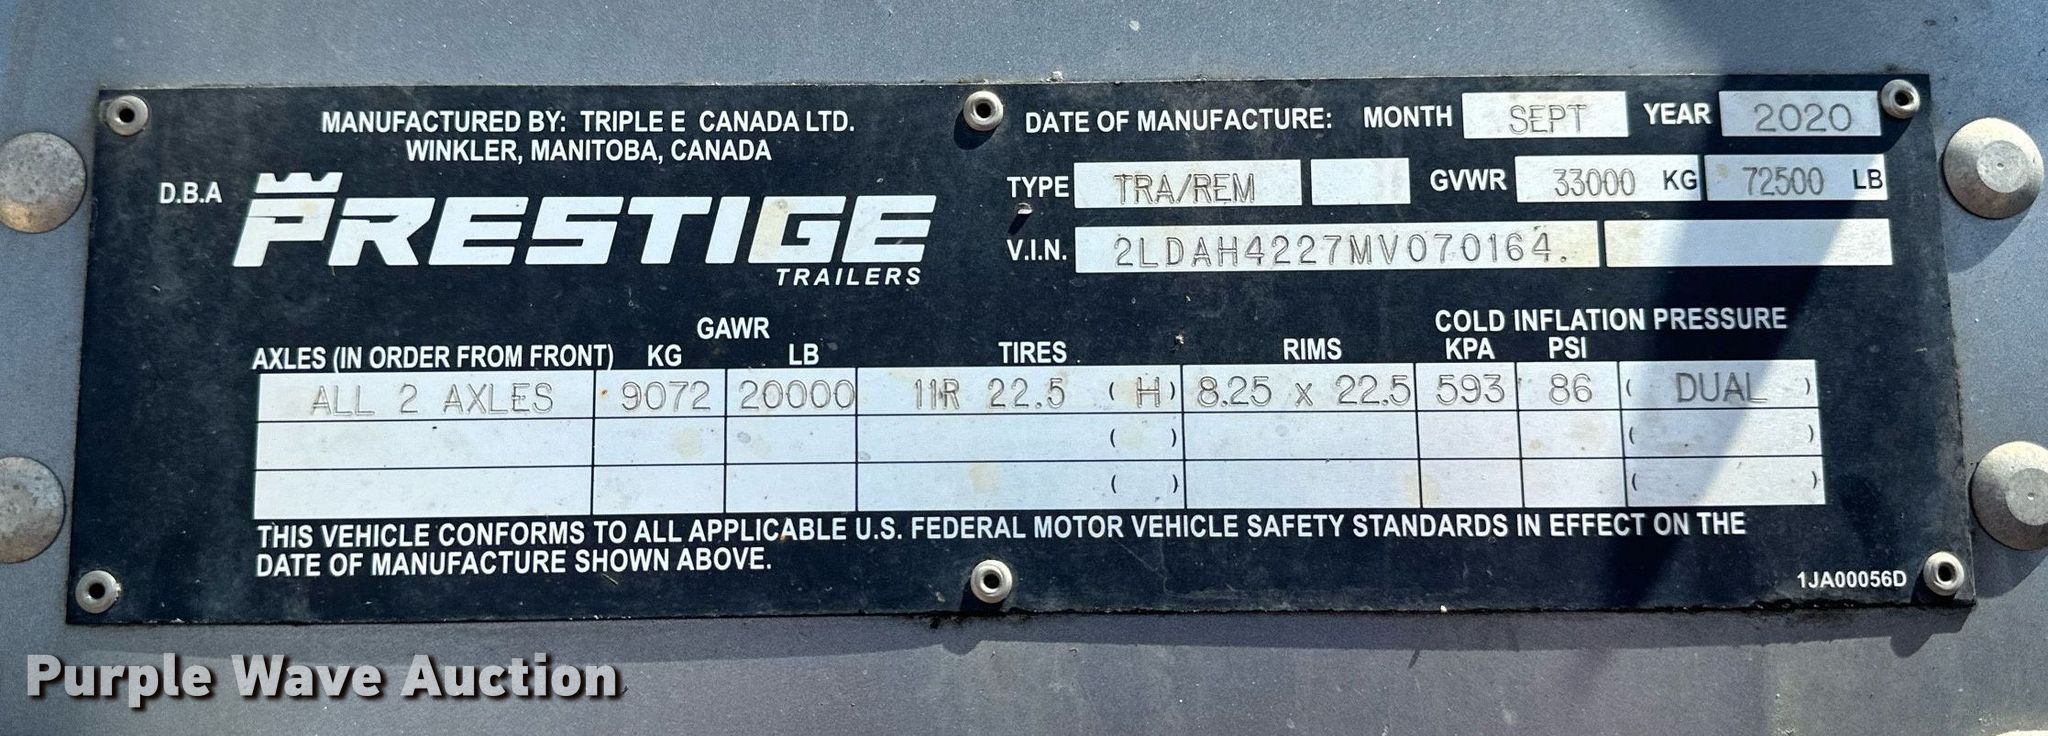 MANUFACTURED BY: TRIPLE E CANADA LTD.
WINKLER, MANITOBA, CANADA
D.B.A PRESTIGE
TRAILERS
DATE OF MANUFACTURE: MONTH SEPT YEAR 2020
TYPE TRA/REM GVWR 33000 KG 72500 LB
V.I.N. 2LDAH4227MV070164.
GAWR COLD INFLATION PRESSURE
AXLES (IN ORDER FROM FRONT) KG LB TIRES RIMS KPA PSI
ALL 2 AXLES 9072 20000 11R 22.5 ( H ) 8.25 x 22.5 593 86 ( DUAL )
( ) ( )
( ) ( )
THIS VEHICLE CONFORMS TO ALL APPLICABLE U.S. FEDERAL MOTOR VEHICLE SAFETY STANDARDS IN EFFECT ON THE
DATE OF MANUFACTURE SHOWN ABOVE.
1JA00056D
Purple Wave Auction